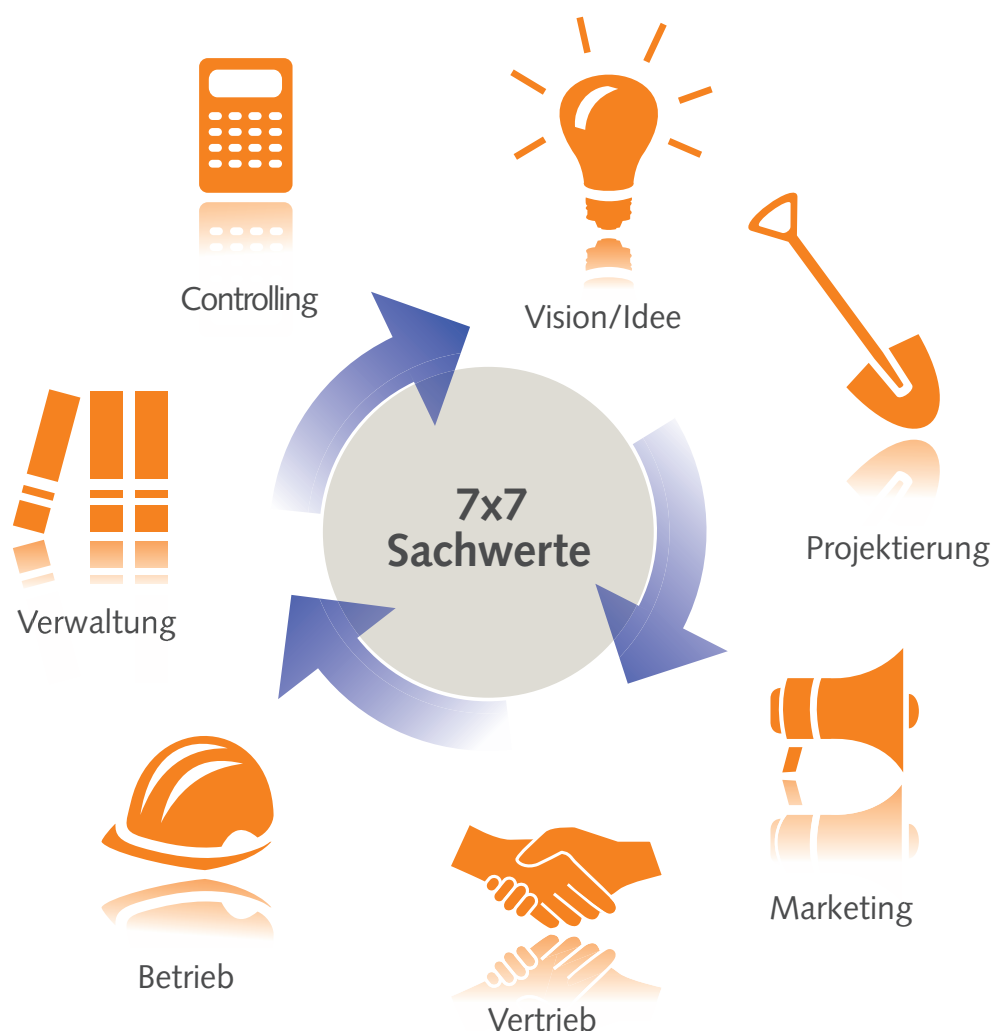 Controlling
Vision/Idee
Projektierung
7x7
Sachwerte
Verwaltung
Marketing
Betrieb
Vertrieb